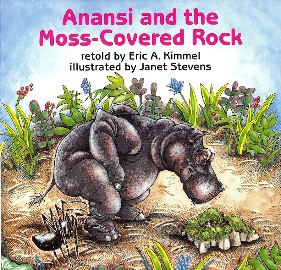 Anansi and the
Moss-Covered Rock
retold by Eric A. Kimmel
illustrated by Janet Stevens